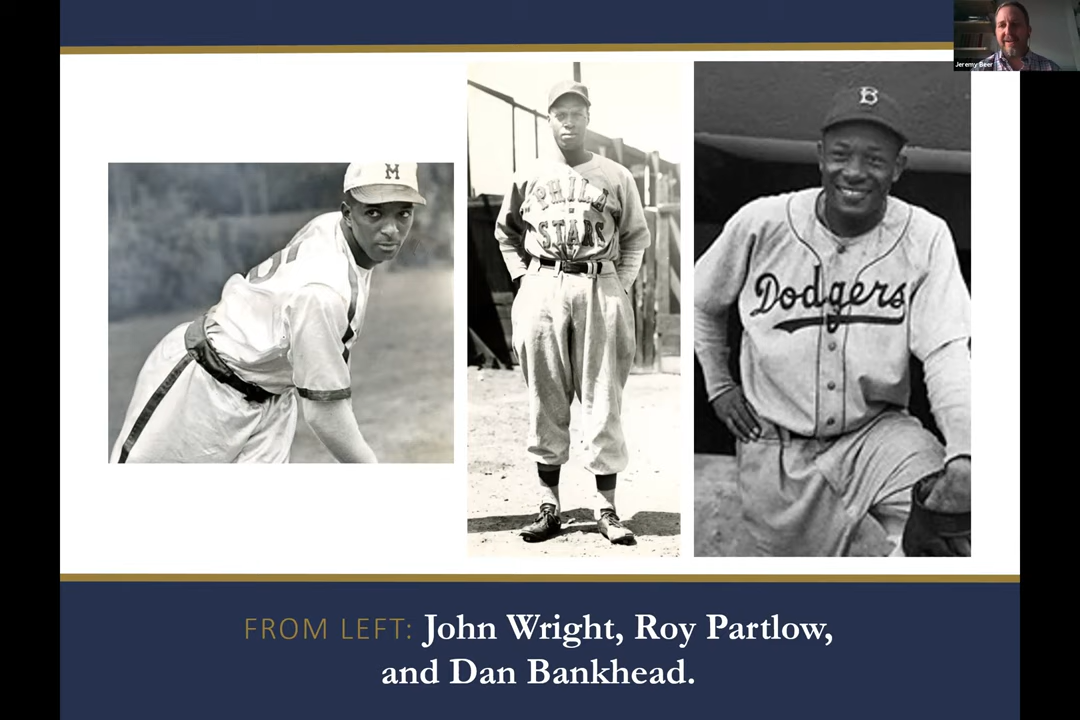 Jeremy Beer
M
PHILA
STARS
B
Dodgers
FROM LEFT: John Wright, Roy Partlow,
and Dan Bankhead.